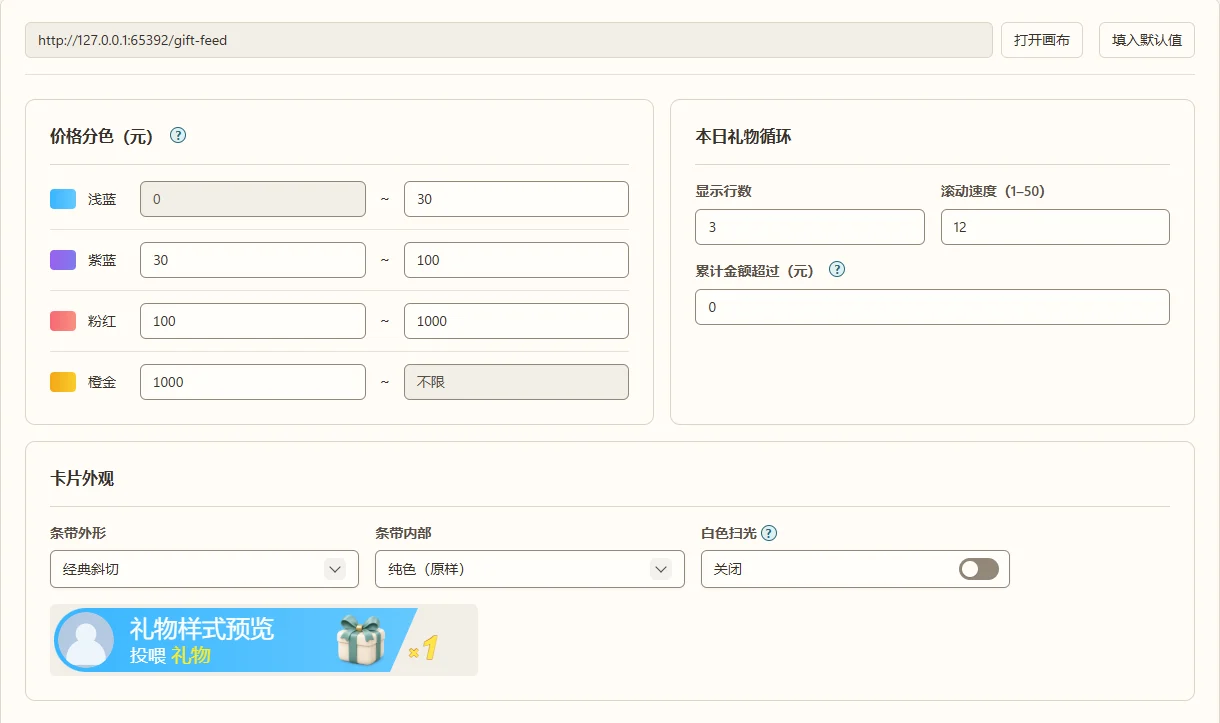 http://127.0.0.1:65392/gift-feed
打开画布
填入默认值
价格分色（元） ?
浅蓝 0 ~ 30
紫蓝 30 ~ 100
粉红 100 ~ 1000
橙金 1000 ~ 不限
本日礼物循环
显示行数 滚动速度（1–50）
3 12
累计金额超过（元） ?
0
卡片外观
条带外形 条带内部 白色扫光 ?
经典斜切 纯色（原样） 关闭
礼物样式预览
投喂 礼物
×1